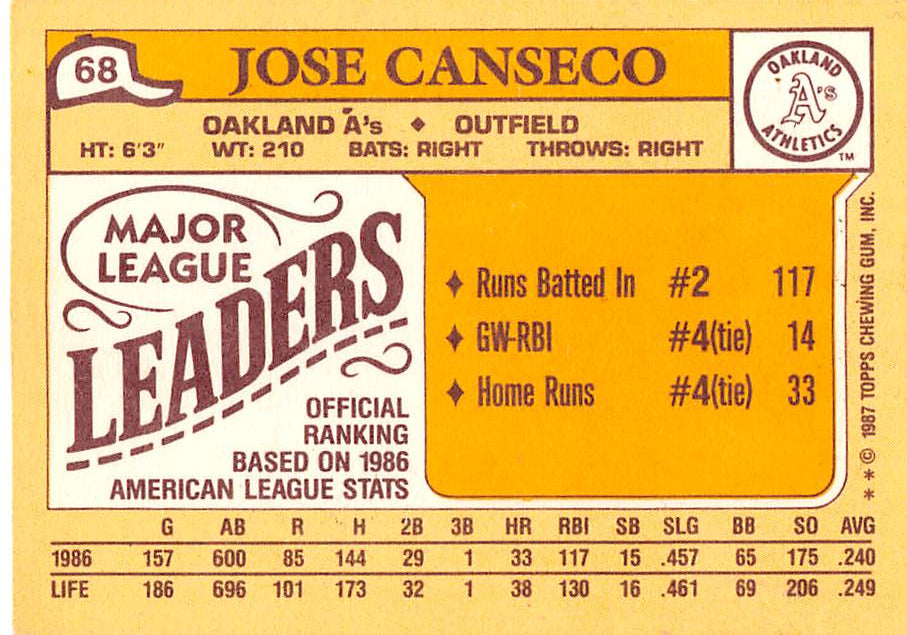 68
JOSE CANSECO
OAKLAND A's ♦ OUTFIELD
HT: 6'3" WT: 210 BATS: RIGHT THROWS: RIGHT
OAKLAND
A's
ATHLETICS
TM
MAJOR
LEAGUE
LEADERS
OFFICIAL
RANKING
BASED ON 1986
AMERICAN LEAGUE STATS
♦ Runs Batted In #2 117
♦ GW-RBI #4(tie) 14
♦ Home Runs #4(tie) 33
* * © 1987 TOPPS CHEWING GUM, INC.
G AB R H 2B 3B HR RBI SB SLG BB SO AVG
1986 157 600 85 144 29 1 33 117 15 .457 65 175 .240
LIFE 186 696 101 173 32 1 38 130 16 .461 69 206 .249